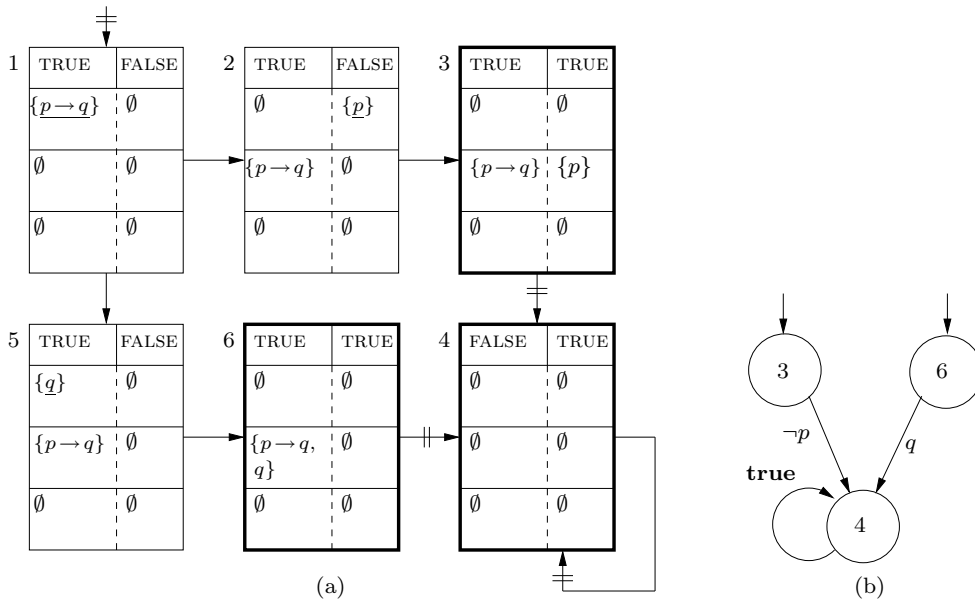 1 TRUE FALSE 2 TRUE FALSE 3 TRUE TRUE
{p → q} ∅ ∅ {p} ∅ ∅
∅ ∅ {p → q} ∅ {p → q} {p}
∅ ∅ ∅ ∅ ∅ ∅
5 TRUE FALSE 6 TRUE TRUE 4 FALSE TRUE
{q} ∅ ∅ ∅ ∅ ∅
{p → q} ∅ {p → q, ∅ ∅ ∅
q}
∅ ∅ ∅ ∅ ∅ ∅
(a)
3 6
¬p q
true
4
(b)